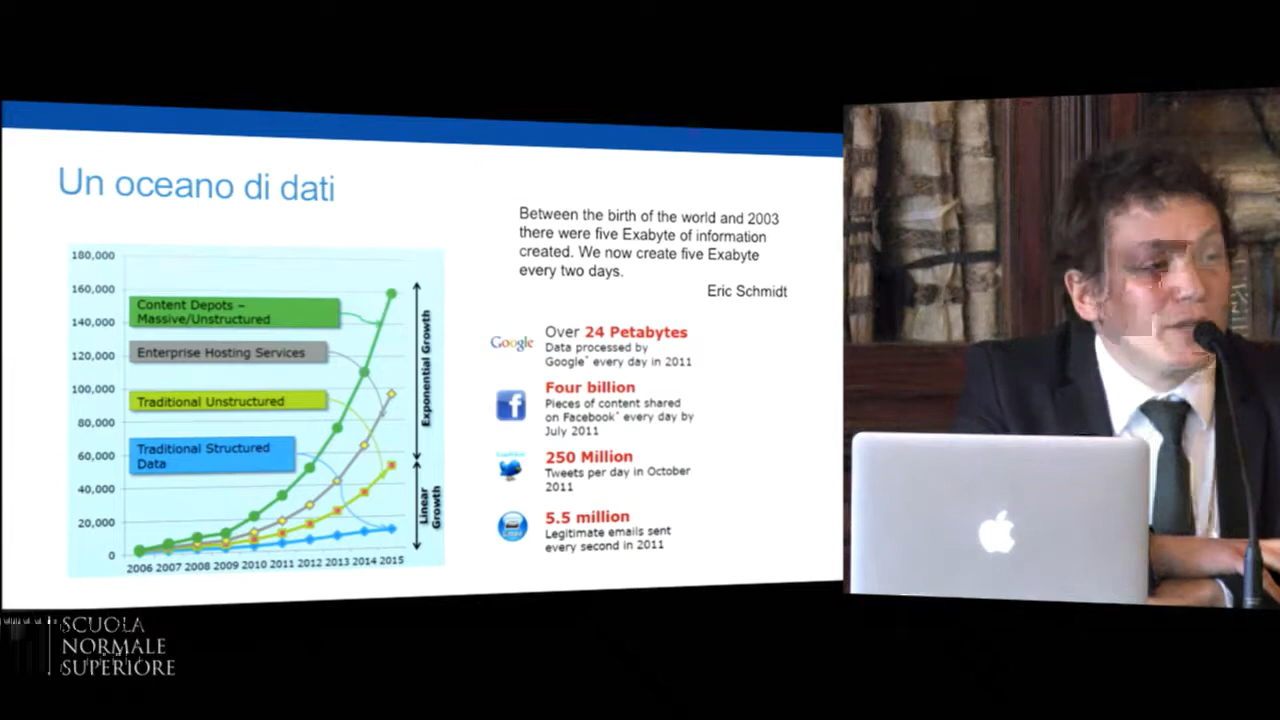 Un oceano di dati
180,000
160,000
140,000
120,000
100,000
80,000
60,000
40,000
20,000
0
Content Depots –
Massive/Unstructured
Enterprise Hosting Services
Traditional Unstructured
Traditional Structured
Data
Exponential Growth
Linear
Growth
2006 2007 2008 2009 2010 2011 2012 2013 2014 2015
Between the birth of the world and 2003
there were five Exabyte of information
created. We now create five Exabyte
every two days.
Eric Schmidt
Google
Over 24 Petabytes
Data processed by
Google* every day in 2011
f
Four billion
Pieces of content shared
on Facebook* every day by
July 2011
250 Million
Tweets per day in October
2011
5.5 million
Legitimate emails sent
every second in 2011
SCUOLA
NORMALE
SUPERIORE